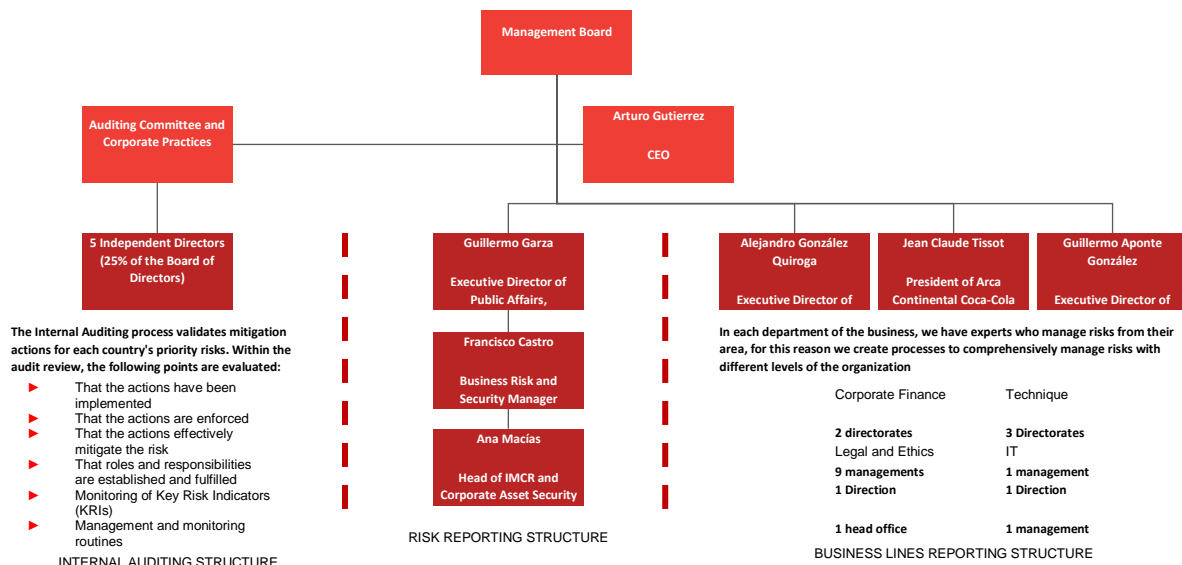 Management Board
Auditing Committee and
Corporate Practices
Arturo Gutierrez
CEO
5 Independent Directors
(25% of the Board of
Directors)
Guillermo Garza
Executive Director of
Public Affairs,
Alejandro González
Quiroga
Executive Director of
Jean Claude Tissot
President of Arca
Continental Coca-Cola
Guillermo Aponte
González
Executive Director of
The Internal Auditing process validates mitigation
actions for each country's priority risks. Within the
audit review, the following points are evaluated:
► That the actions have been
implemented
► That the actions are enforced
► That the actions effectively
mitigate the risk
► That roles and responsibilities
are established and fulfilled
► Monitoring of Key Risk Indicators
(KRIs)
► Management and monitoring
routines
INTERNAL AUDITING STRUCTURE
Francisco Castro
Business Risk and
Security Manager
Ana Macías
Head of IMCR and
Corporate Asset Security
RISK REPORTING STRUCTURE
In each department of the business, we have experts who manage risks from their
area, for this reason we create processes to comprehensively manage risks with
different levels of the organization
Corporate Finance
2 directorates
Legal and Ethics
9 managements
1 Direction
1 head office
Technique
3 Directorates
IT
1 management
1 Direction
1 management
BUSINESS LINES REPORTING STRUCTURE